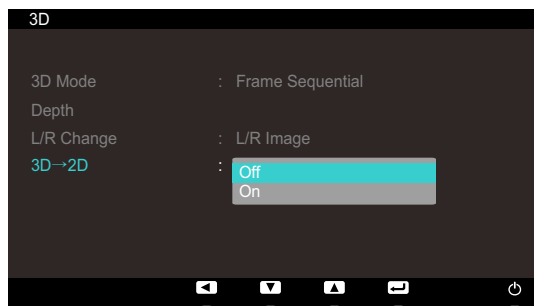 3D
3D Mode : Frame Sequential
Depth
L/R Change : L/R Image
3D→2D : Off
On